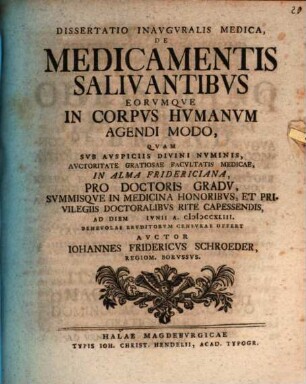 DISSERTATIO INAVGVRALIS MEDICA,
DE
MEDICAMENTIS
SALIVANTIBVS
EORVMQVE
IN CORPVS HVMANVM
AGENDI MODO,
QVAM
SVB AVSPICIIS DIVINI NVMINIS,
AVCTORITATE GRATIOSAE FACVLTATIS MEDICAE,
IN ALMA FRIDERICIANA,
PRO DOCTORIS GRADV,
SVMMISQVE IN MEDICINA HONORIBVS, ET PRI-
VILEGIIS DOCTORALIBVS RITE CAPESSENDIS,
AD DIEM IVNII A. CIƆIƆCCXLIII.
BENEVOLAE ERVDITORVM CENSVRAE OFFERT
AVCTOR
IOHANNES FRIDERICVS SCHROEDER,
REGIOM. BORVSSVS.
HALAE MAGDEBVRGICAE
TYPIS IOH. CHRIST. HENDELII, ACAD. TYPOGR.